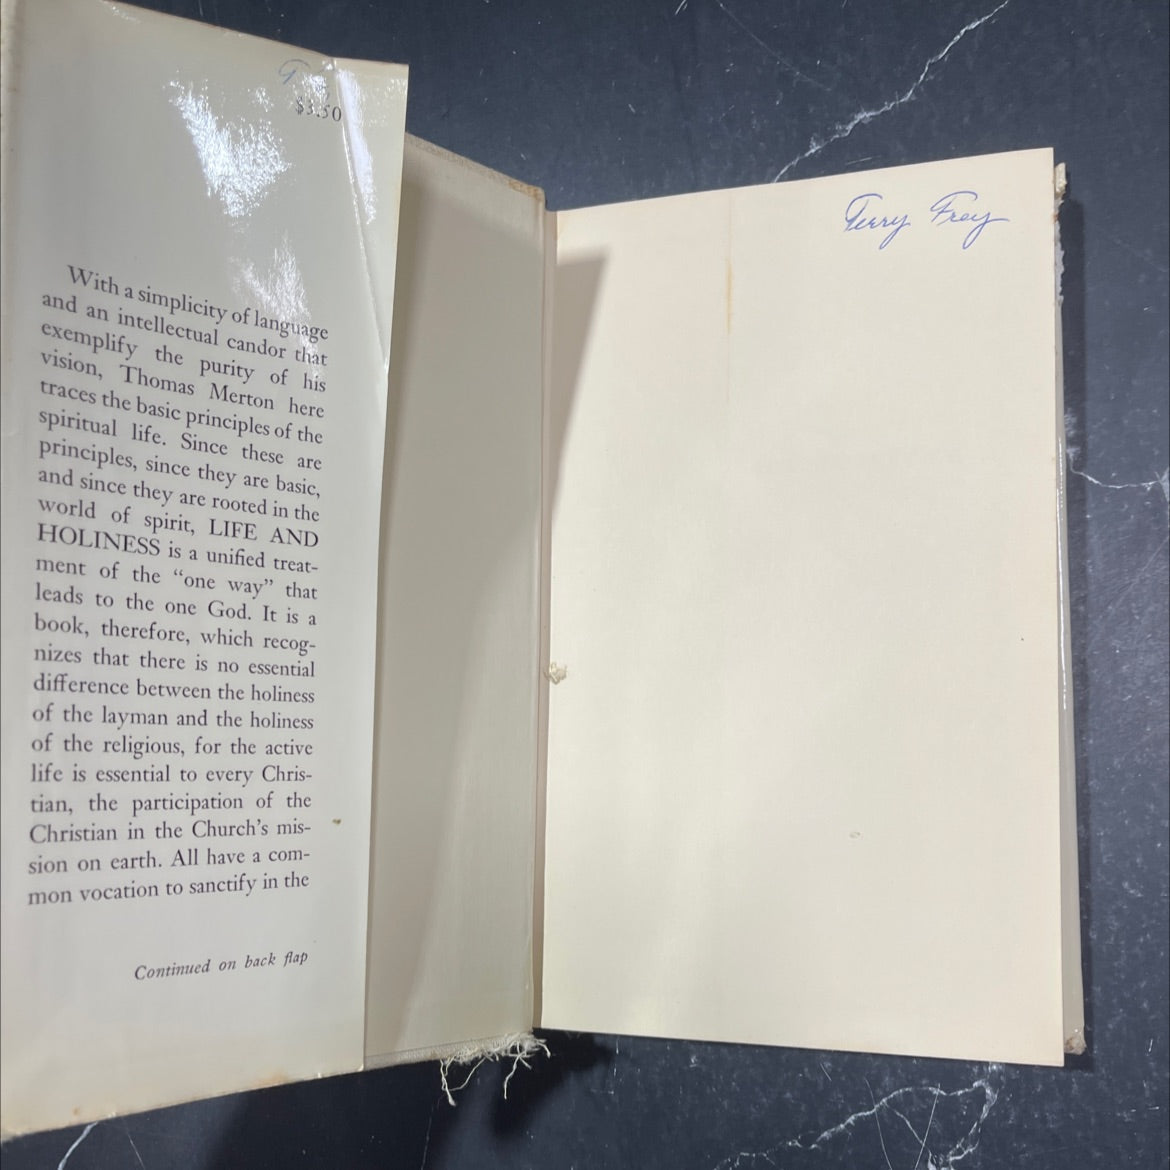 $3.50
With a simplicity of language
and an intellectual candor that
exemplify the purity of his
vision, Thomas Merton here
traces the basic principles of the
spiritual life. Since these are
principles, since they are basic,
and since they are rooted in the
world of spirit, LIFE AND
HOLINESS is a unified treat-
ment of the “one way” that
leads to the one God. It is a
book, therefore, which recog-
nizes that there is no essential
difference between the holiness
of the layman and the holiness
of the religious, for the active
life is essential to every Chris-
tian, the participation of the
Christian in the Church’s mis-
sion on earth. All have a com-
mon vocation to sanctify in the
Continued on back flap
Terry Frey